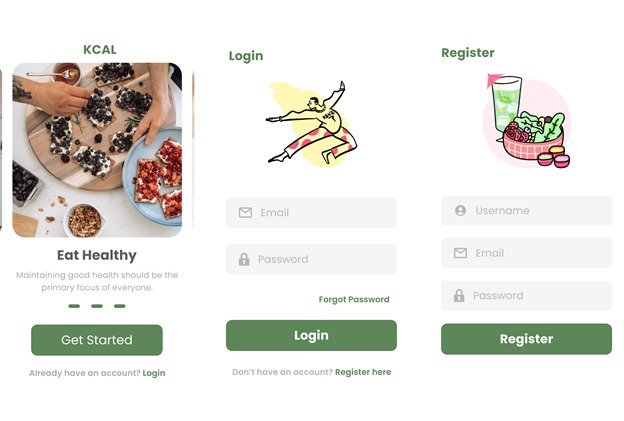 KCAL
Eat Healthy
Maintaining good health should be the
primary focus of everyone.
Get Started
Already have an account? Login
Login
Email
Password
Forgot Password
Login
Don't have an account? Register here
Register
Username
Email
Password
Register